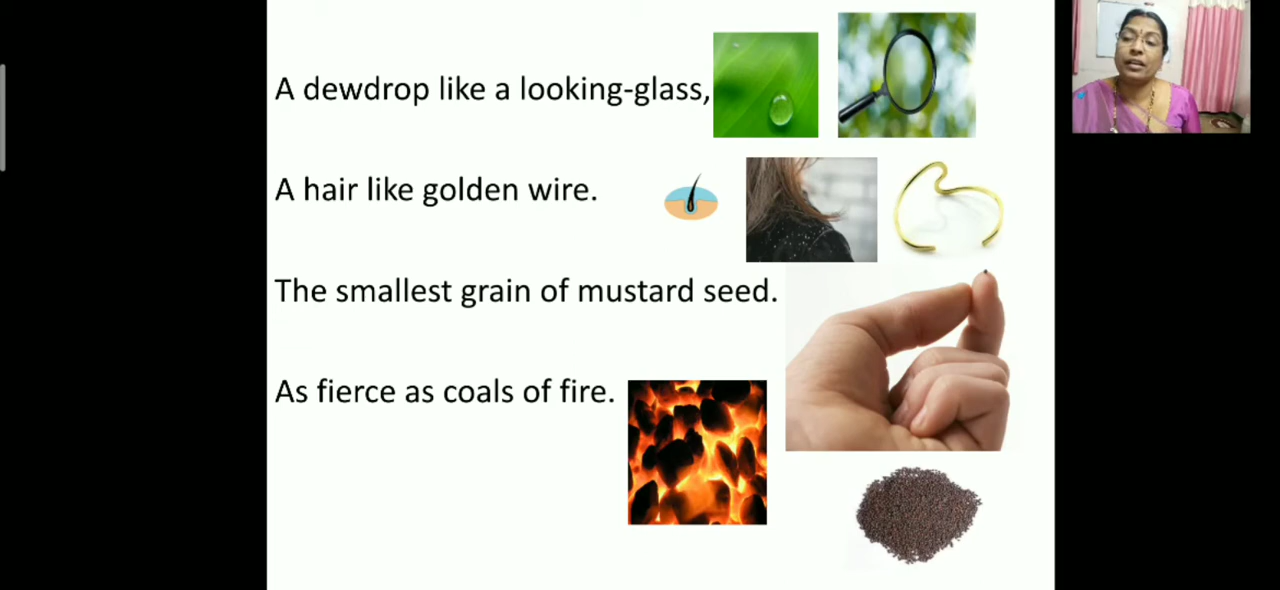 A dewdrop like a looking-glass,
A hair like golden wire.
The smallest grain of mustard seed.
As fierce as coals of fire.